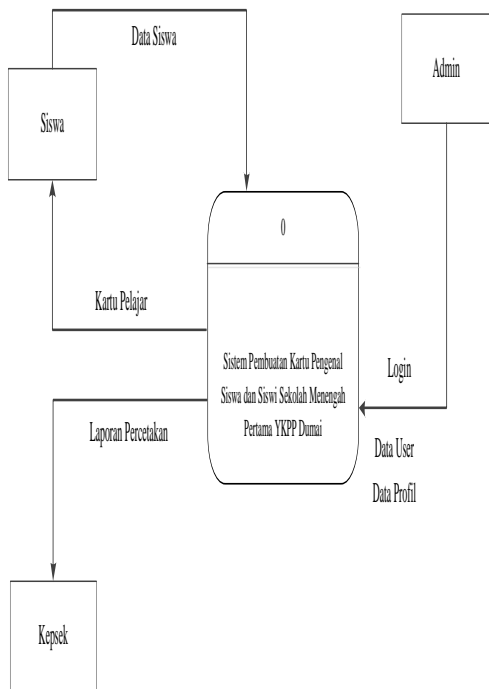 Data Siswa
Admin
Siswa
0
Kartu Pelajar
Sistem Pembuatan Kartu Pengenal
Siswa dan Siswi Sekolah Menengah
Pertama YKPP Dumai
Login
Laporan Percetakan
Data User
Data Profil
Kepsek